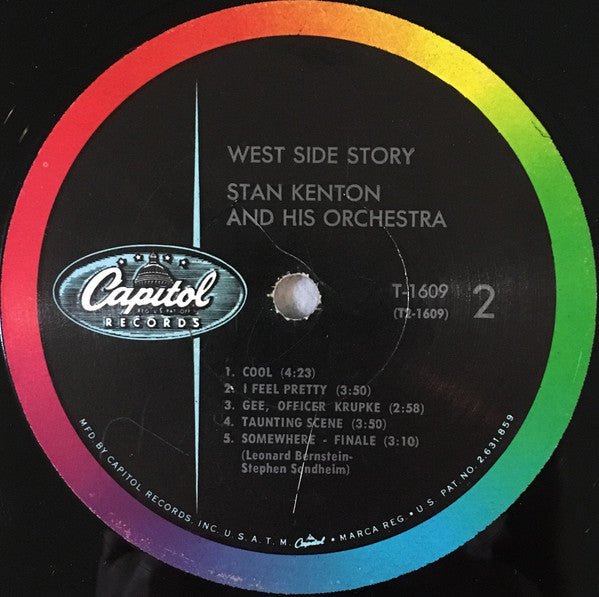 WEST SIDE STORY
STAN KENTON
AND HIS ORCHESTRA
Capitol
REG. U.S. PAT. OFF.
RECORDS
T-1609
(T2-1609)
2
1. COOL (4:23)
2. I FEEL PRETTY (3:50)
3. GEE, OFFICER KRUPKE (2:58)
4. TAUNTING SCENE (3:50)
5. SOMEWHERE - FINALE (3:10)
(Leonard Bernstein-
Stephen Sondheim)
MFD. BY CAPITOL RECORDS, INC. U.S.A. T.M. Capitol • MARCA REG. • U.S. PAT. NO. 2,631,859